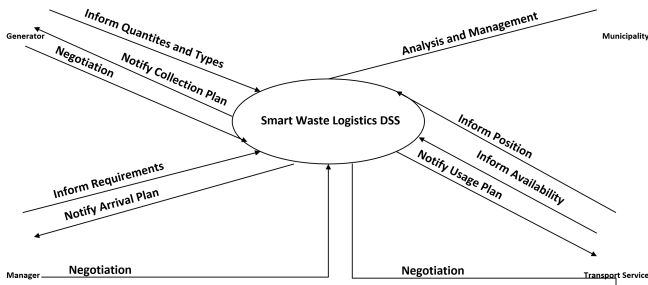 Inform Quantites and Types
Generator
Analysis and Management
Municipality
Notify Collection Plan
Negotiation
Smart Waste Logistics DSS
Inform Position
Inform Availability
Notify Usage Plan
Inform Requirements
Notify Arrival Plan
Manager
Negotiation
Negotiation
Transport Service